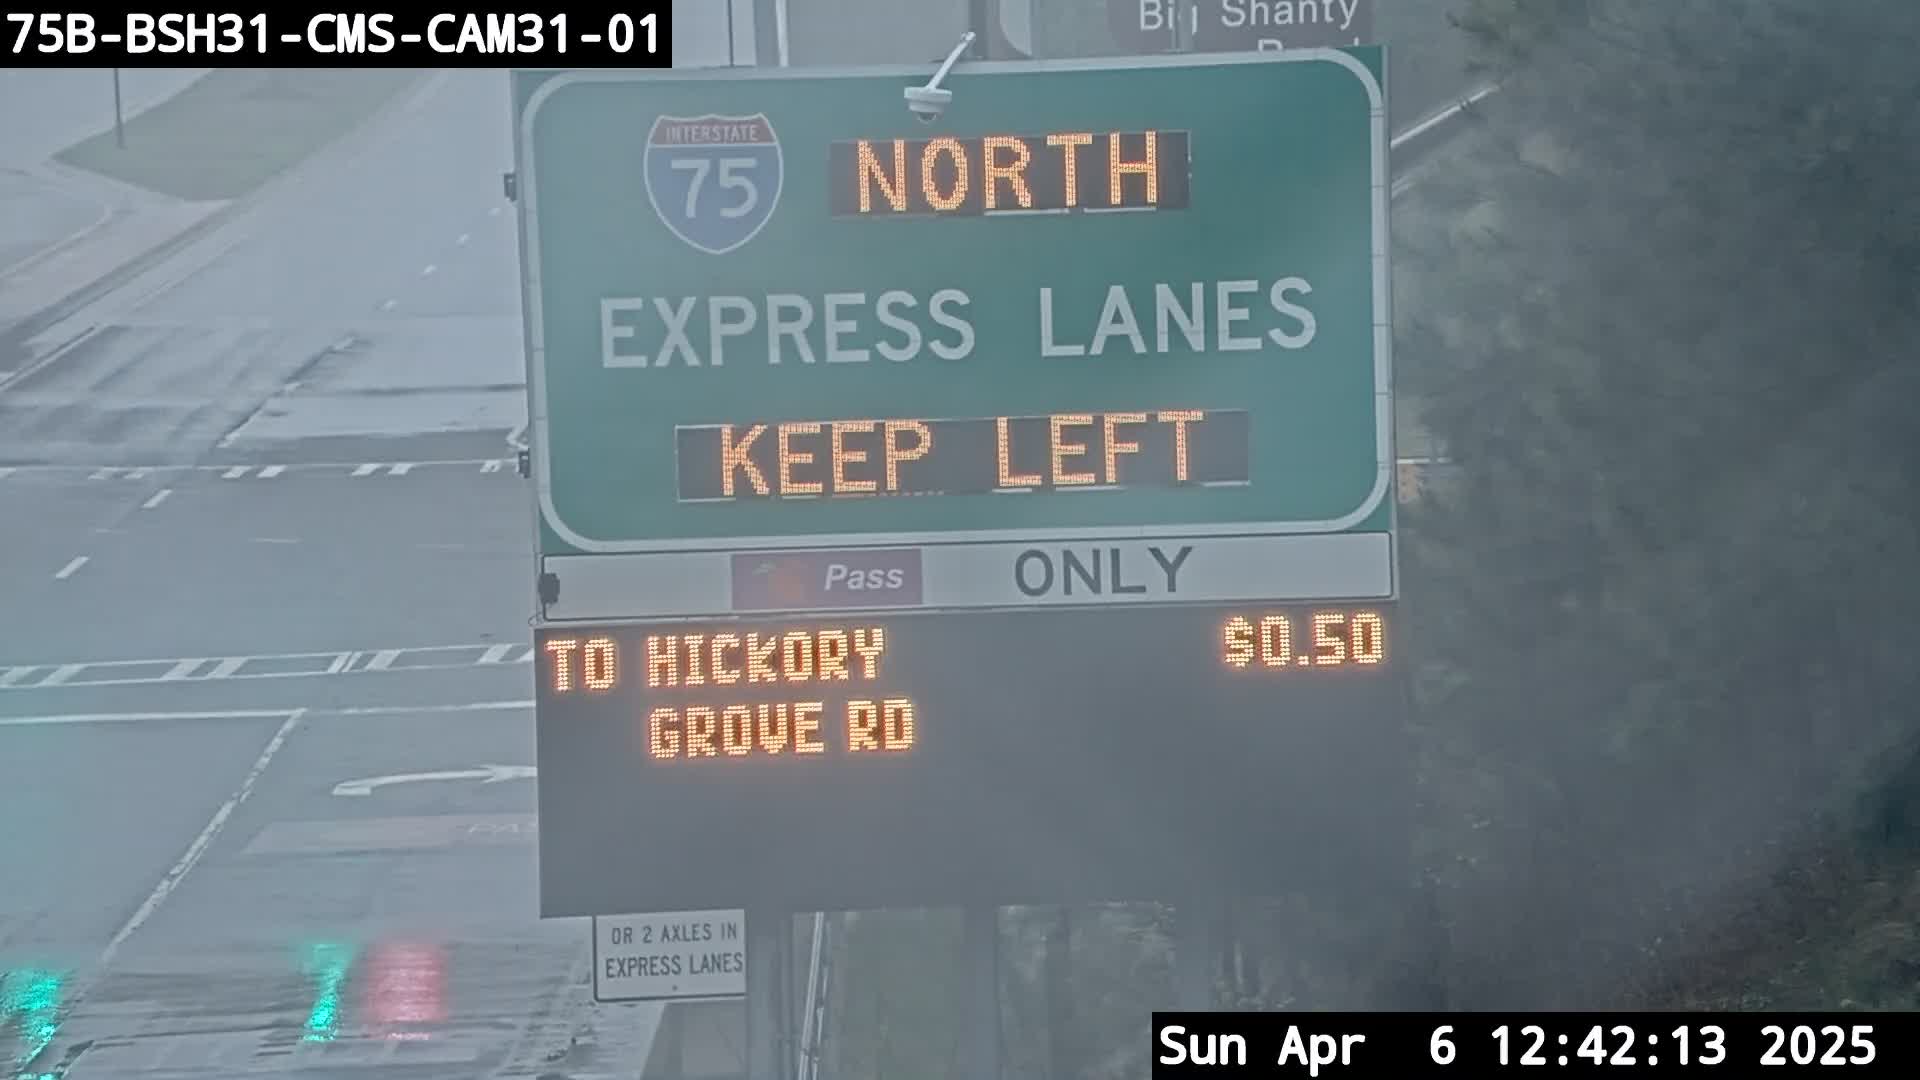 75B-BSH31-CMS-CAM31-01
Big Shanty
INTERSTATE
75
NORTH
EXPRESS LANES
KEEP LEFT
Pass ONLY
TO HICKORY $0.50
GROVE RD
OR 2 AXLES IN
EXPRESS LANES
Sun Apr 6 12:42:13 2025